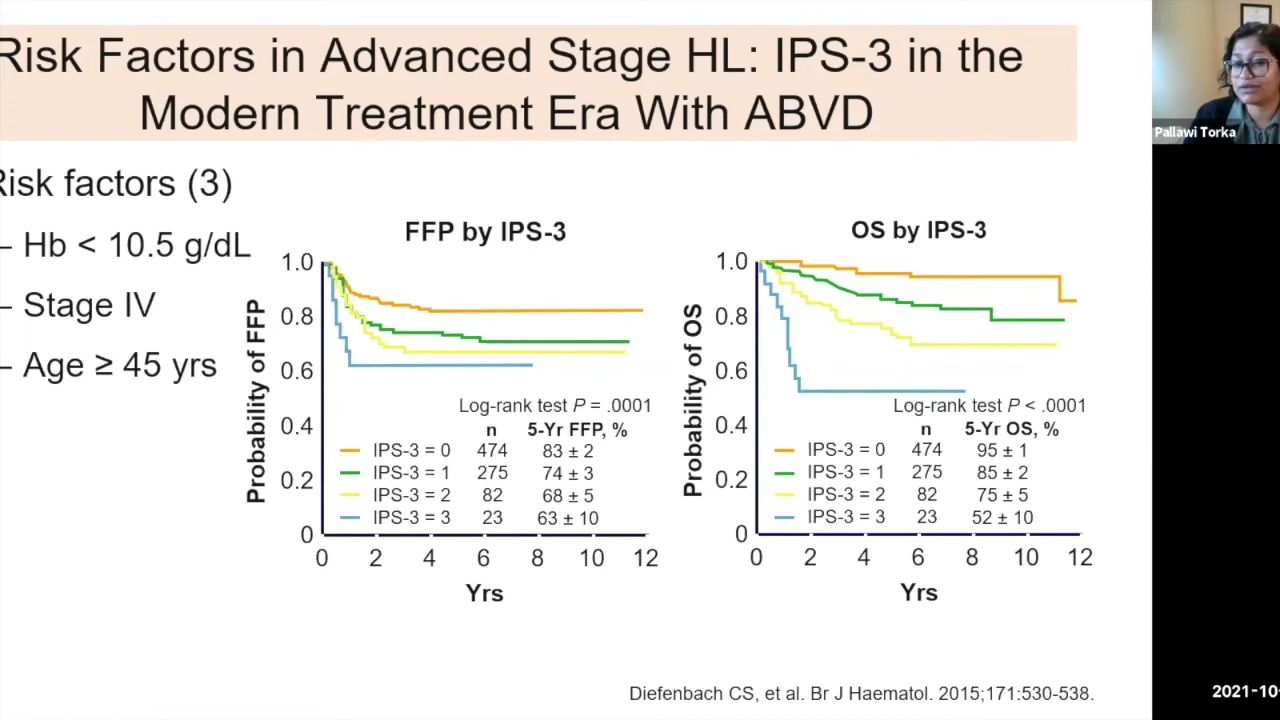 Risk Factors in Advanced Stage HL: IPS-3 in the
Modern Treatment Era With ABVD
Pallawi Torka
Risk factors (3)
– Hb < 10.5 g/dL
– Stage IV
– Age ≥ 45 yrs
FFP by IPS-3
Probability of FFP
1.0
0.8
0.6
0.4
0.2
0
Log-rank test P = .0001
n 5-Yr FFP, %
IPS-3 = 0 474 83 ± 2
IPS-3 = 1 275 74 ± 3
IPS-3 = 2 82 68 ± 5
IPS-3 = 3 23 63 ± 10
0 2 4 6 8 10 12
Yrs
OS by IPS-3
Probability of OS
1.0
0.8
0.6
0.4
0.2
0
Log-rank test P < .0001
n 5-Yr OS, %
IPS-3 = 0 474 95 ± 1
IPS-3 = 1 275 85 ± 2
IPS-3 = 2 82 75 ± 5
IPS-3 = 3 23 52 ± 10
0 2 4 6 8 10 12
Yrs
Diefenbach CS, et al. Br J Haematol. 2015;171:530-538.
2021-10-